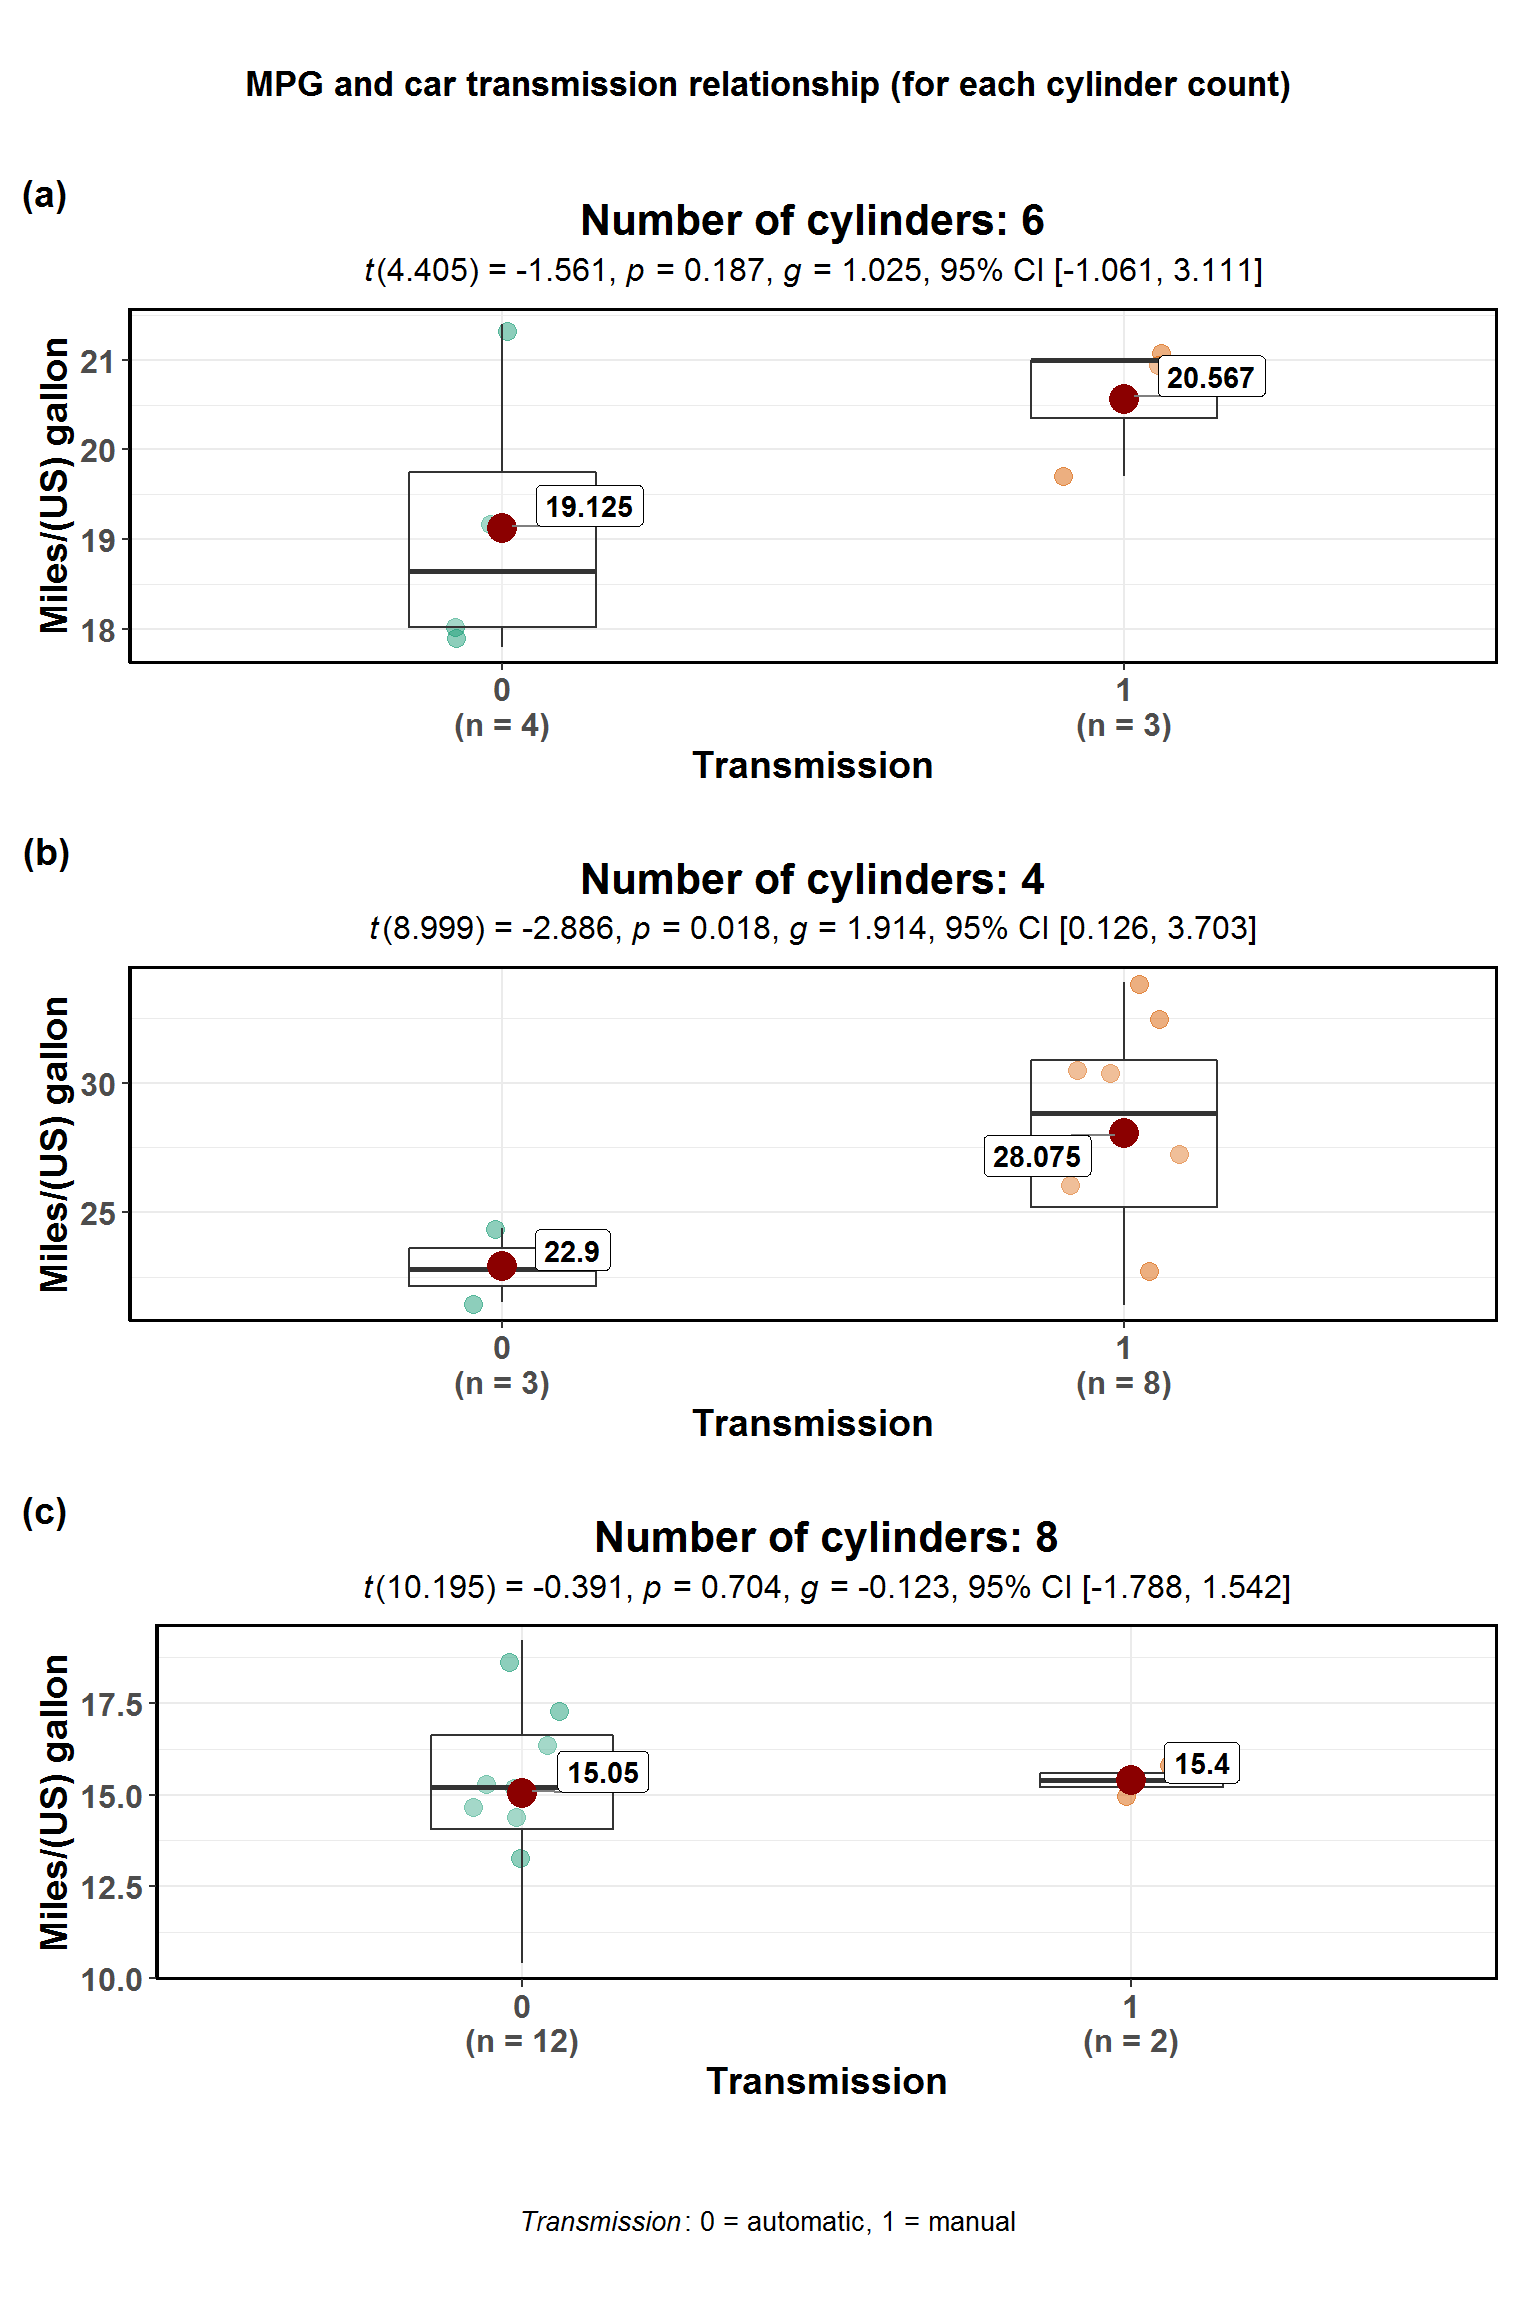 MPG and car transmission relationship (for each cylinder count)
(a)
Number of cylinders: 6
t(4.405) = -1.561, p = 0.187, g = 1.025, 95% CI [-1.061, 3.111]
Miles/(US) gallon
21
20
19
18
19.125
20.567
0
(n = 4)
1
(n = 3)
Transmission
(b)
Number of cylinders: 4
t(8.999) = -2.886, p = 0.018, g = 1.914, 95% CI [0.126, 3.703]
Miles/(US) gallon
30
25
22.9
28.075
0
(n = 3)
1
(n = 8)
Transmission
(c)
Number of cylinders: 8
t(10.195) = -0.391, p = 0.704, g = -0.123, 95% CI [-1.788, 1.542]
Miles/(US) gallon
17.5
15.0
12.5
10.0
15.05
15.4
0
(n = 12)
1
(n = 2)
Transmission
Transmission: 0 = automatic, 1 = manual